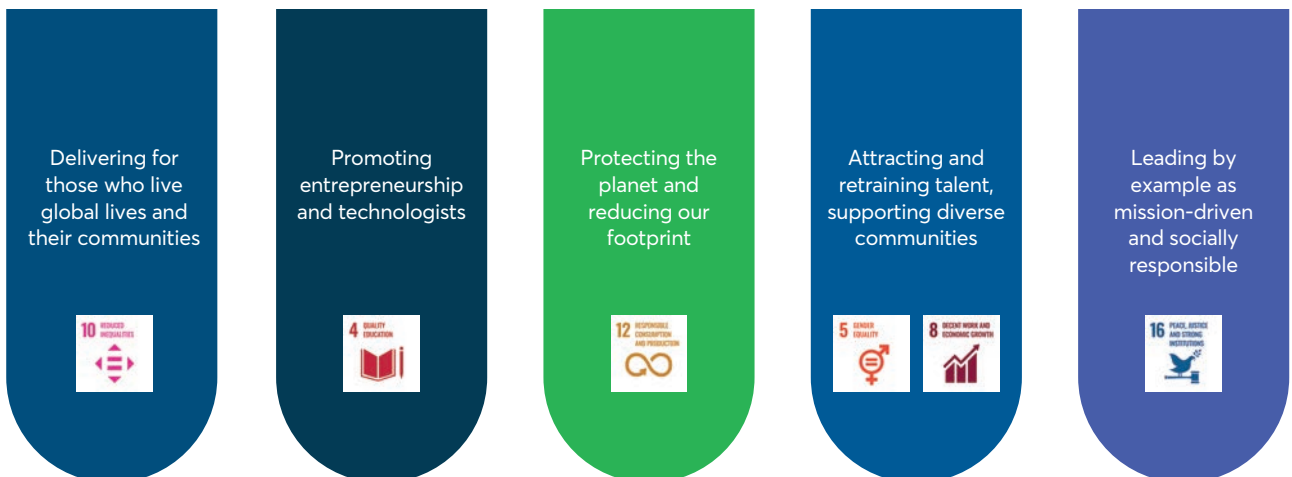 Delivering for
those who live
global lives and
their communities
10 REDUCED
INEQUALITIES
Promoting
entrepreneurship
and technologists
4 QUALITY
EDUCATION
Protecting the
planet and
reducing our
footprint
12 RESPONSIBLE
CONSUMPTION
AND PRODUCTION
Attracting and
retraining talent,
supporting diverse
communities
5 GENDER
EQUALITY
8 DECENT WORK AND
ECONOMIC GROWTH
Leading by
example as
mission-driven
and socially
responsible
16 PEACE, JUSTICE
AND STRONG
INSTITUTIONS